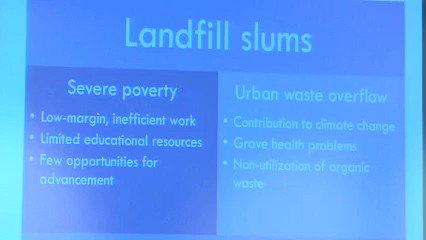 Landfill slums
Severe poverty
• Low-margin, inefficient work
• Limited educational resources
• Few opportunities for
advancement
Urban waste overflow
• Contribution to climate change
• Grave health problems
• Non-utilization of organic
waste